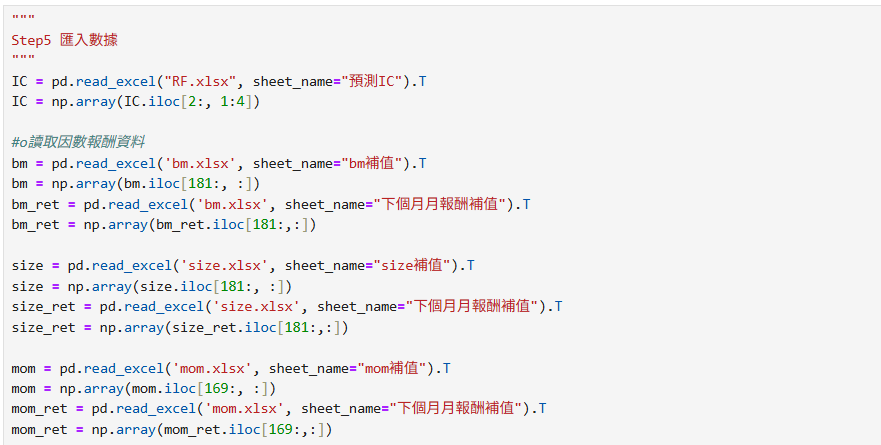 """
Step5 匯入數據
"""
IC = pd.read_excel("RF.xlsx", sheet_name="預測IC").T
IC = np.array(IC.iloc[2:, 1:4])
#o讀取因數報酬資料
bm = pd.read_excel('bm.xlsx', sheet_name="bm補值").T
bm = np.array(bm.iloc[181:, :])
bm_ret = pd.read_excel('bm.xlsx', sheet_name="下個月月報酬補值").T
bm_ret = np.array(bm_ret.iloc[181:,:])
size = pd.read_excel('size.xlsx', sheet_name="size補值").T
size = np.array(size.iloc[181:, :])
size_ret = pd.read_excel('size.xlsx', sheet_name="下個月月報酬補值").T
size_ret = np.array(size_ret.iloc[181:,:])
mom = pd.read_excel('mom.xlsx', sheet_name="mom補值").T
mom = np.array(mom.iloc[169:, :])
mom_ret = pd.read_excel('mom.xlsx', sheet_name="下個月月報酬補值").T
mom_ret = np.array(mom_ret.iloc[169:,:])